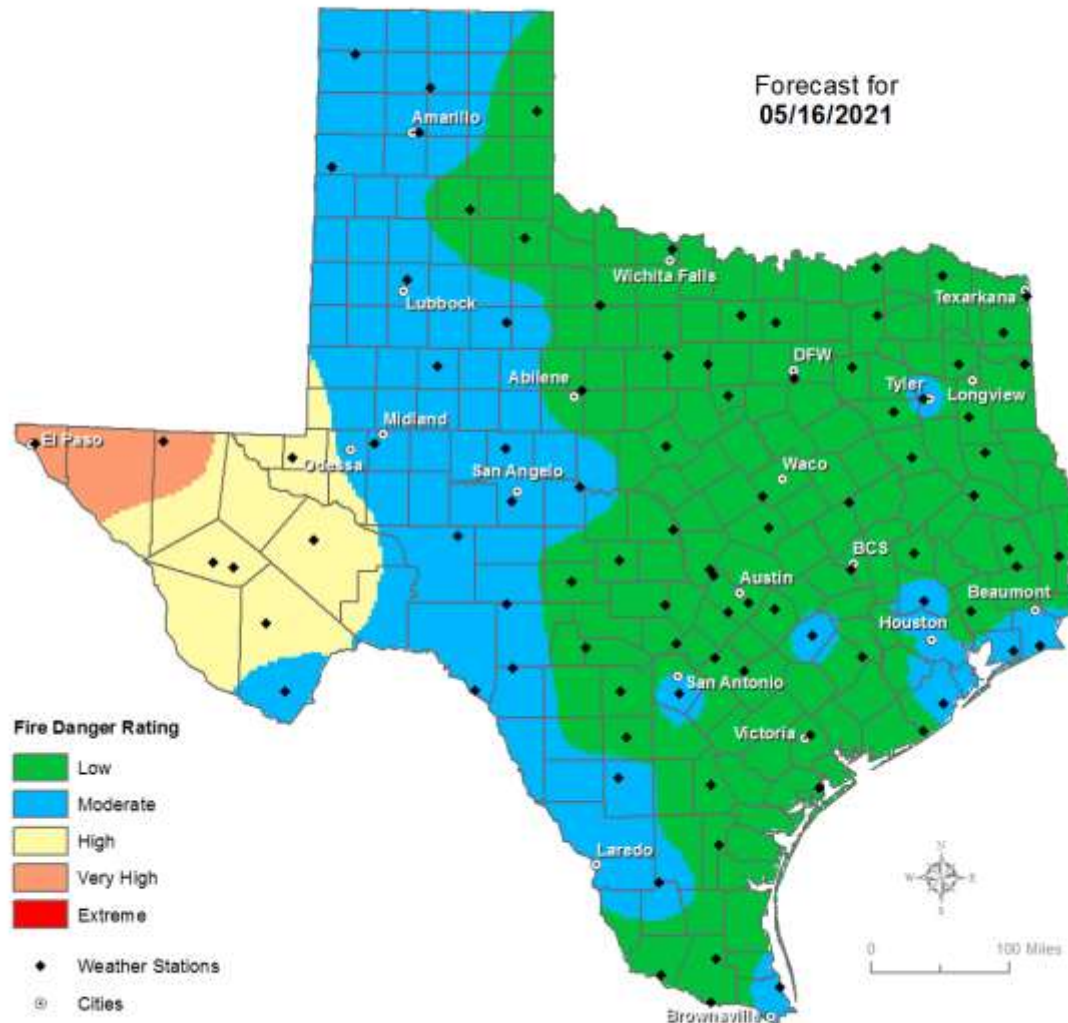 Forecast for
05/16/2021
Amarillo
Wichita Falls
Lubbock
Texarkana
DFW
Abilene
Tyler
Longview
Midland
El Paso
Odessa
San Angelo
Waco
BCS
Austin
Beaumont
Houston
San Antonio
Victoria
Laredo
Brownsville
Fire Danger Rating
Low
Moderate
High
Very High
Extreme
Weather Stations
Cities
N
W E
S
0 100 Miles